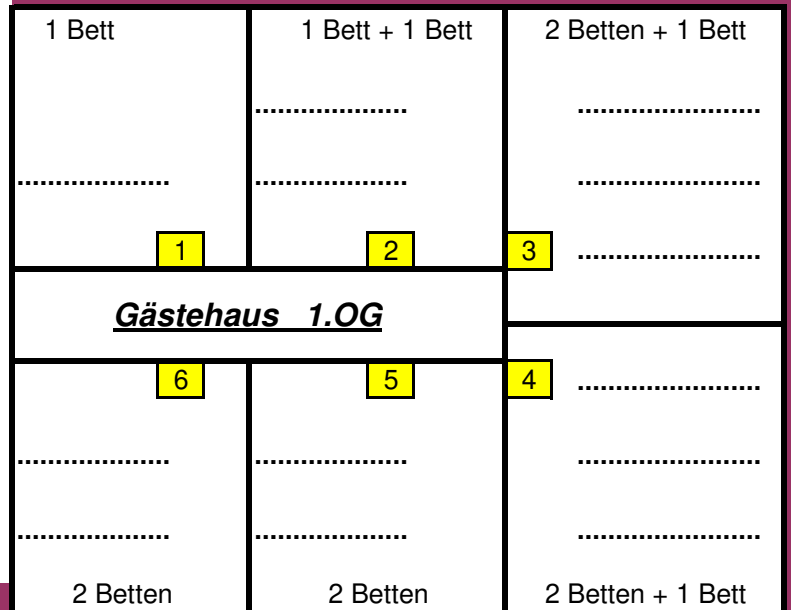 1 Bett 1 Bett + 1 Bett 2 Betten + 1 Bett
.................... ........................
.................... .................... ........................
1 2 3 ........................
Gästehaus 1.OG
6 5 4 ........................
.................... .................... ........................
.................... .................... ........................
2 Betten 2 Betten 2 Betten + 1 Bett